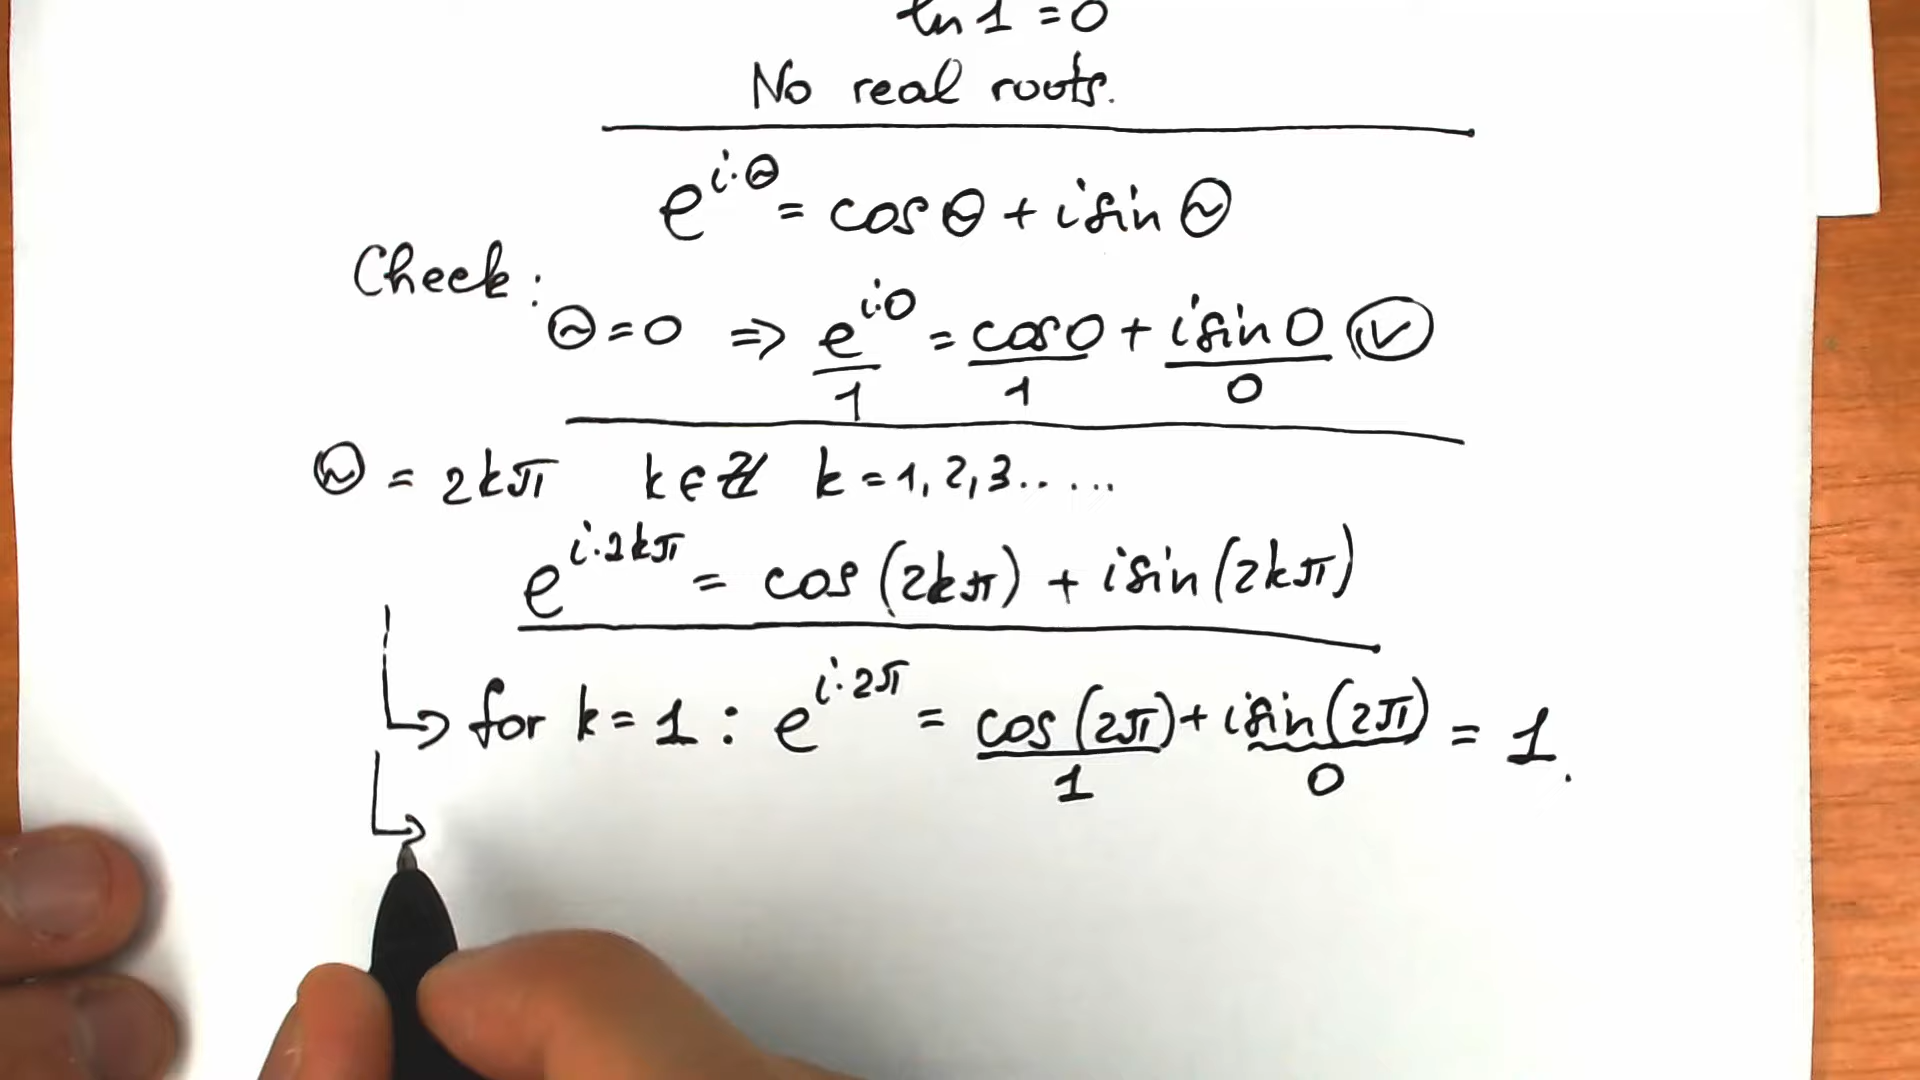 ln 1 = 0
No real roots.
e^{i·Θ} = cos Θ + i sin Θ
Check:
Θ = 0 ⇒ e^{i·0} = cos 0 + i sin 0 ✓
1 1 0
Θ = 2kπ k ∈ ℤ k = 1, 2, 3.....
e^{i·2kπ} = cos (2kπ) + i sin (2kπ)
↳ for k = 1 : e^{i·2π} = cos (2π) + i sin (2π) = 1.
1 0
↳